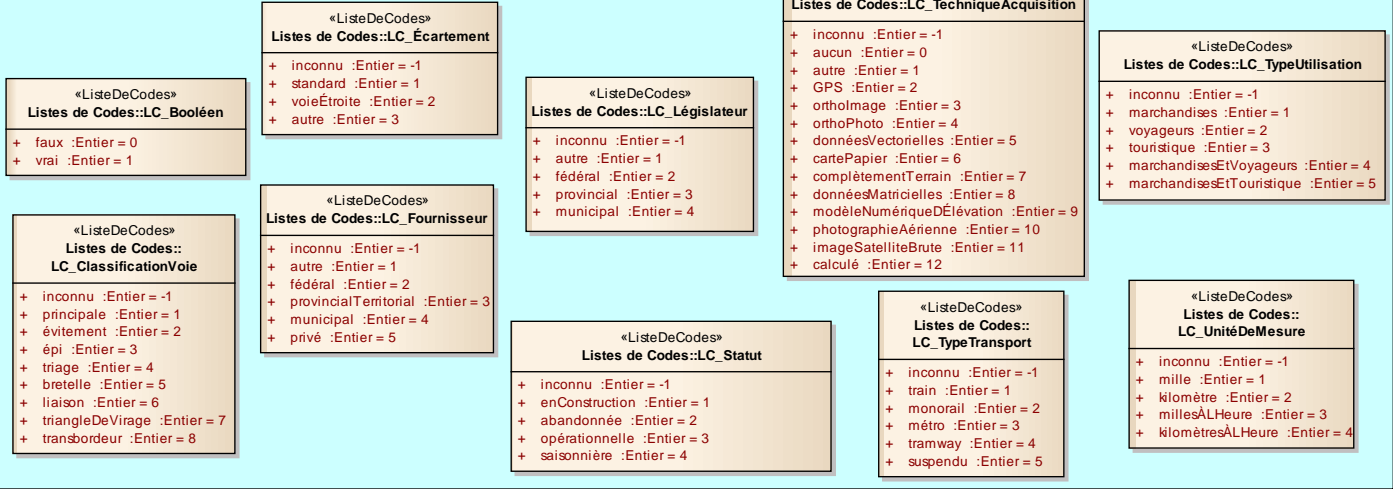 «ListeDeCodes»
Listes de Codes::LC_Booléen
+ faux :Entier = 0
+ vrai :Entier = 1
«ListeDeCodes»
Listes de Codes::
LC_ClassificationVoie
+ inconnu :Entier = -1
+ principale :Entier = 1
+ évitement :Entier = 2
+ épi :Entier = 3
+ triage :Entier = 4
+ bretelle :Entier = 5
+ liaison :Entier = 6
+ triangleDeVirage :Entier = 7
+ transbordeur :Entier = 8
«ListeDeCodes»
Listes de Codes::LC_Écartement
+ inconnu :Entier = -1
+ standard :Entier = 1
+ voieÉtroite :Entier = 2
+ autre :Entier = 3
«ListeDeCodes»
Listes de Codes::LC_Fournisseur
+ inconnu :Entier = -1
+ autre :Entier = 1
+ fédéral :Entier = 2
+ provincialTerritorial :Entier = 3
+ municipal :Entier = 4
+ privé :Entier = 5
«ListeDeCodes»
Listes de Codes::LC_Législateur
+ inconnu :Entier = -1
+ autre :Entier = 1
+ fédéral :Entier = 2
+ provincial :Entier = 3
+ municipal :Entier = 4
«ListeDeCodes»
Listes de Codes::LC_Statut
+ inconnu :Entier = -1
+ enConstruction :Entier = 1
+ abandonnée :Entier = 2
+ opérationnelle :Entier = 3
+ saisonnière :Entier = 4
Listes de Codes::LC_TechniqueAcquisition
+ inconnu :Entier = -1
+ aucun :Entier = 0
+ autre :Entier = 1
+ GPS :Entier = 2
+ orthoImage :Entier = 3
+ orthoPhoto :Entier = 4
+ donnéesVectorielles :Entier = 5
+ cartePapier :Entier = 6
+ complètementTerrain :Entier = 7
+ donnéesMatricielles :Entier = 8
+ modèleNumériqueDÉlévation :Entier = 9
+ photographieAérienne :Entier = 10
+ imageSatelliteBrute :Entier = 11
+ calculé :Entier = 12
«ListeDeCodes»
Listes de Codes::
LC_TypeTransport
+ inconnu :Entier = -1
+ train :Entier = 1
+ monorail :Entier = 2
+ métro :Entier = 3
+ tramway :Entier = 4
+ suspendu :Entier = 5
«ListeDeCodes»
Listes de Codes::LC_TypeUtilisation
+ inconnu :Entier = -1
+ marchandises :Entier = 1
+ voyageurs :Entier = 2
+ touristique :Entier = 3
+ marchandisesEtVoyageurs :Entier = 4
+ marchandisesEtTouristique :Entier = 5
«ListeDeCodes»
Listes de Codes::
LC_UnitéDeMesure
+ inconnu :Entier = -1
+ mille :Entier = 1
+ kilomètre :Entier = 2
+ millesÀLHeure :Entier = 3
+ kilomètresÀLHeure :Entier = 4